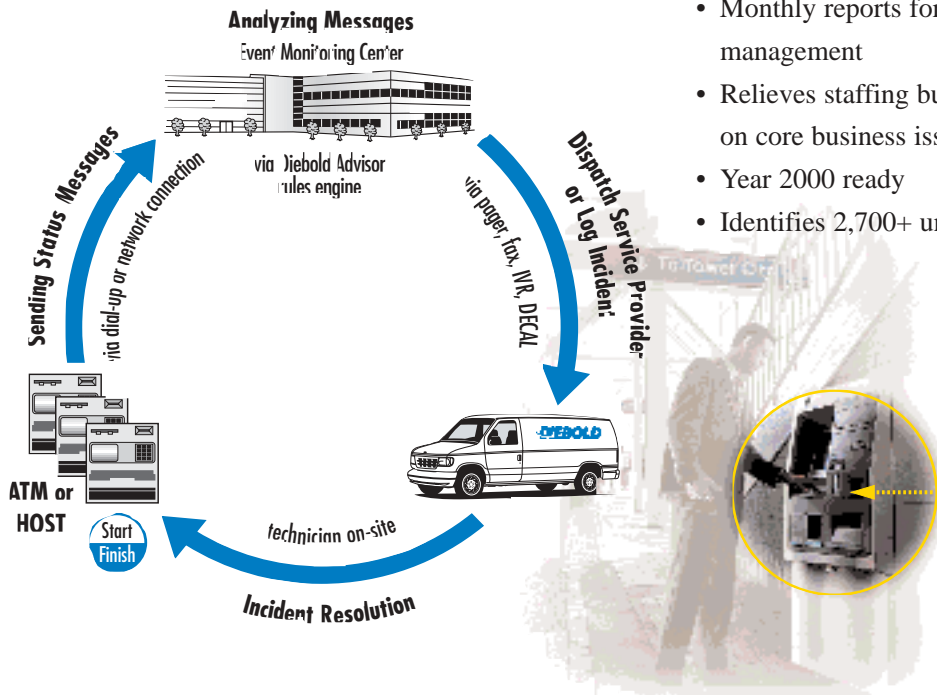 Analyzing Messages
Event Monitoring Center
via Diebold Advisor
rules engine
Sending Status Messages
via dial-up or network connection
Dispatch Service Provider
or Log Incident
via pager, fax, IVR, DECAL
DIEBOLD
ATM or
HOST
Start
Finish
technician on-site
Incident Resolution
• Monthly reports for
management
• Relieves staffing bu
on core business iss
• Year 2000 ready
• Identifies 2,700+ un